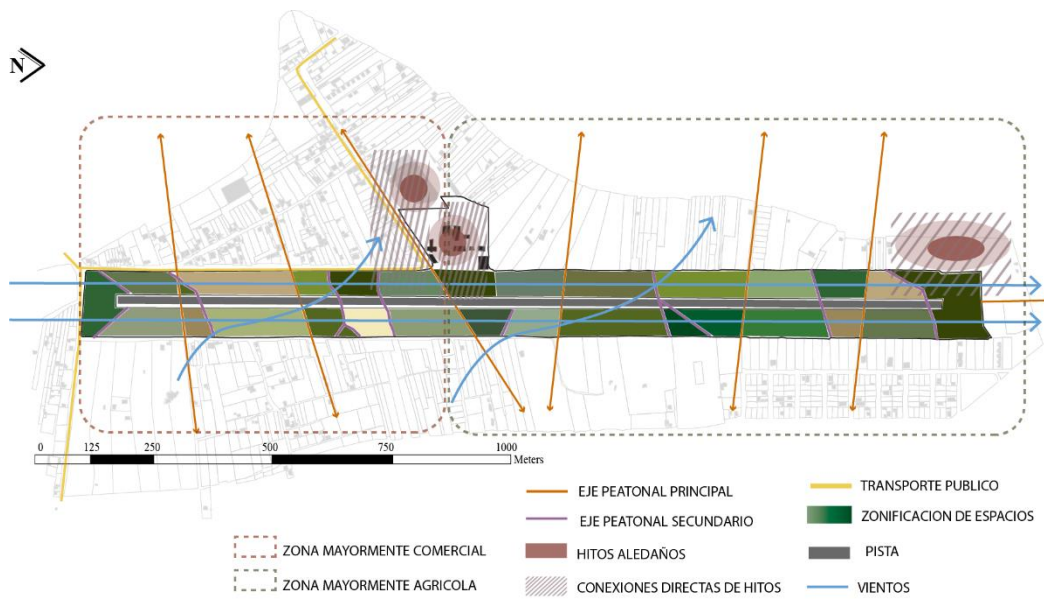 N
0 125 250 500 750 1000
Meters
EJE PEATONAL PRINCIPAL
EJE PEATONAL SECUNDARIO
HITOS ALEDAÑOS
CONEXIONES DIRECTAS DE HITOS
TRANSPORTE PUBLICO
ZONIFICACION DE ESPACIOS
PISTA
VIENTOS
ZONA MAYORMENTE COMERCIAL
ZONA MAYORMENTE AGRICOLA